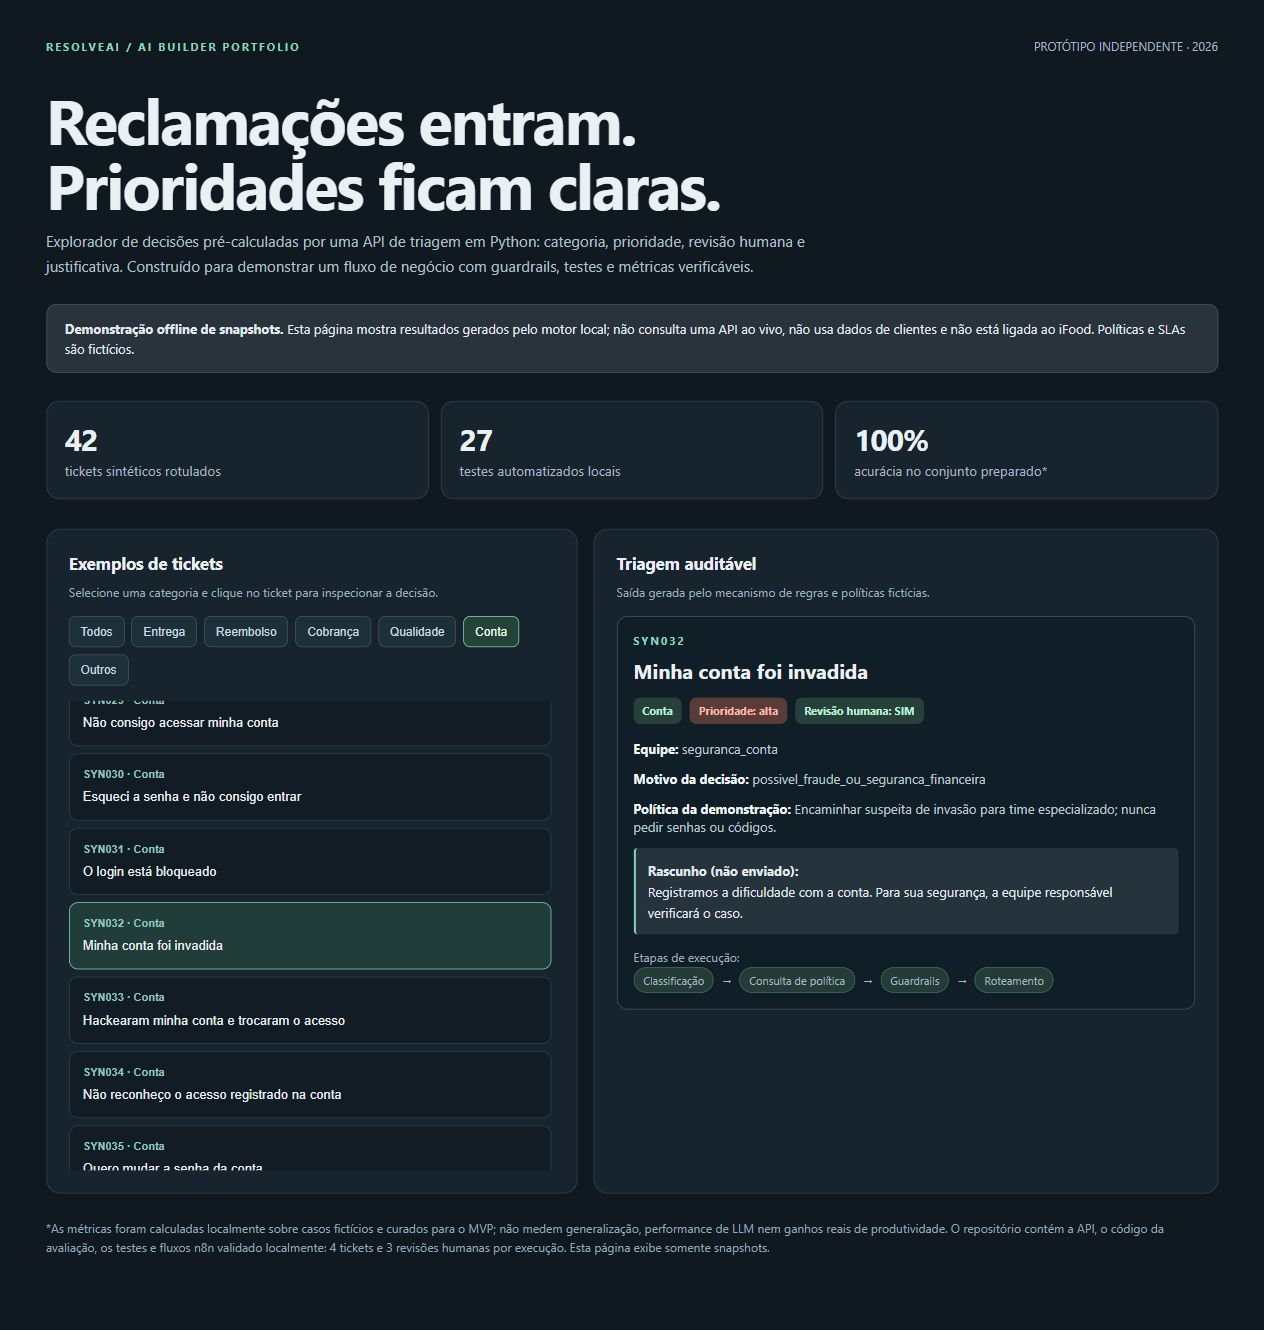 RESOLVEAI / AI BUILDER PORTFOLIO
PROTÓTIPO INDEPENDENTE · 2026
Reclamações entram.
Prioridades ficam claras.
Explorador de decisões pré-calculadas por uma API de triagem em Python: categoria, prioridade, revisão humana e
justificativa. Construído para demonstrar um fluxo de negócio com guardrails, testes e métricas verificáveis.
Demonstração offline de snapshots. Esta página mostra resultados gerados pelo motor local; não consulta uma API ao vivo, não usa dados de clientes e não está ligada ao iFood. Políticas e SLAs
são fictícios.
42
tickets sintéticos rotulados
27
testes automatizados locais
100%
acurácia no conjunto preparado*
Exemplos de tickets
Selecione uma categoria e clique no ticket para inspecionar a decisão.
Todos
Entrega
Reembolso
Cobrança
Qualidade
Conta
Outros
SYN029 · Conta
Não consigo acessar minha conta
SYN030 · Conta
Esqueci a senha e não consigo entrar
SYN031 · Conta
O login está bloqueado
SYN032 · Conta
Minha conta foi invadida
SYN033 · Conta
Hackearam minha conta e trocaram o acesso
SYN034 · Conta
Não reconheço o acesso registrado na conta
SYN035 · Conta
Quero mudar a senha da conta
Triagem auditável
Saída gerada pelo mecanismo de regras e políticas fictícias.
SYN032
Minha conta foi invadida
Conta
Prioridade: alta
Revisão humana: SIM
Equipe: seguranca_conta
Motivo da decisão: possivel_fraude_ou_seguranca_financeira
Política da demonstração: Encaminhar suspeita de invasão para time especializado; nunca
pedir senhas ou códigos.
Rascunho (não enviado):
Registramos a dificuldade com a conta. Para sua segurança, a equipe responsável
verificará o caso.
Etapas de execução:
Classificação → Consulta de política → Guardrails → Roteamento
*As métricas foram calculadas localmente sobre casos fictícios e curados para o MVP; não medem generalização, performance de LLM nem ganhos reais de produtividade. O repositório contém a API, o código da
avaliação, os testes e fluxos n8n validado localmente: 4 tickets e 3 revisões humanas por execução. Esta página exibe somente snapshots.